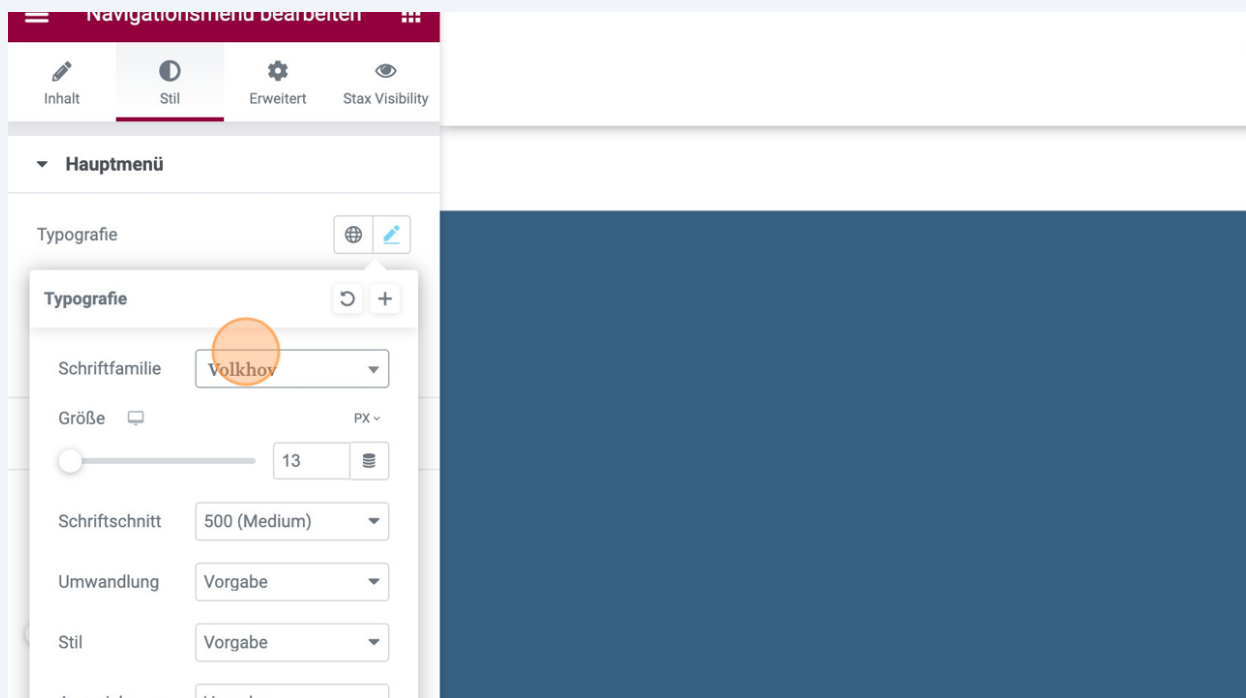 Navigationsmenü bearbeiten
Inhalt Stil Erweitert Stax Visibility
Hauptmenü
Typografie
Typografie
Schriftfamilie Volkhov
Größe PX
13
Schriftschnitt 500 (Medium)
Umwandlung Vorgabe
Stil Vorgabe